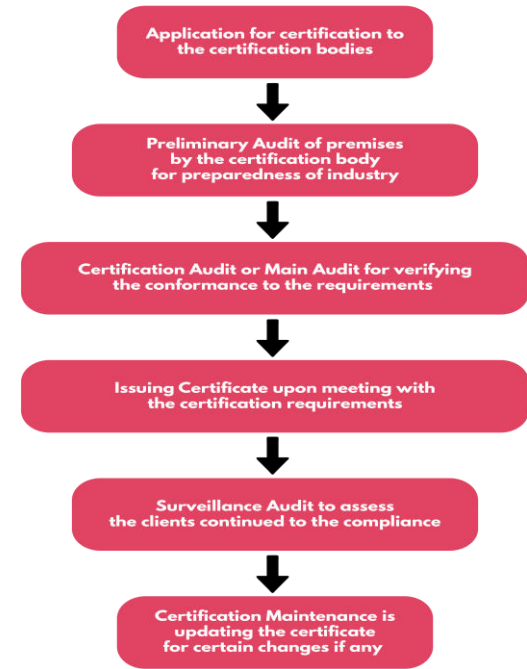 Application for certification to
the certification bodies
Preliminary Audit of premises
by the certification body
for preparedness of industry
Certification Audit or Main Audit for verifying
the conformance to the requirements
Issuing Certificate upon meeting with
the certification requirements
Surveillance Audit to assess
the clients continued to the compliance
Certification Maintenance is
updating the certificate
for certain changes if any